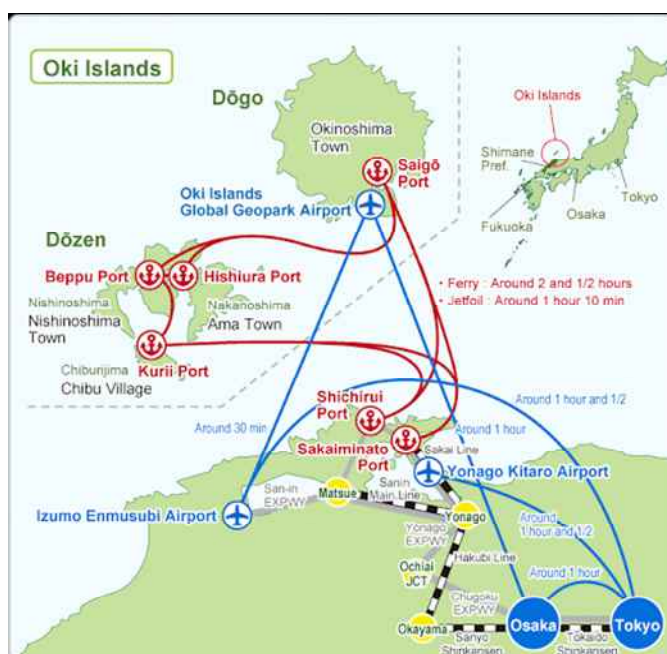 Oki Islands
Dōgo
Okinoshima
Town
Saigō
Port
Oki Islands
Global Geopark Airport
Oki Islands
Shimane
Pref.
Fukuoka
Osaka
Tokyo
Dōzen
Beppu Port
Hishiura Port
Nishinoshima
Nishinoshima
Town
Nakanoshima
Ama Town
Kurii Port
Chiburijima
Chibu Village
• Ferry : Around 2 and 1/2 hours
• Jetfoil : Around 1 hour 10 min
Shichirui
Port
Around 1 hour and 1/2
Around 30 min
Sakaiminato
Port
Around 1 hour
Sakai Line
Yonago Kitaro Airport
San-in
EXPWY
Matsue
Sanin
Main Line
Izumo Enmusubi Airport
Yonago
Yonago
EXPWY
Around
1 hour and 1/2
Hakubi Line
Ochiai
JCT
Around 1 hour
Chugoku
EXPWY
Okayama
Sanyo
Shinkansen
Osaka
Tokaido
Shinkansen
Tokyo